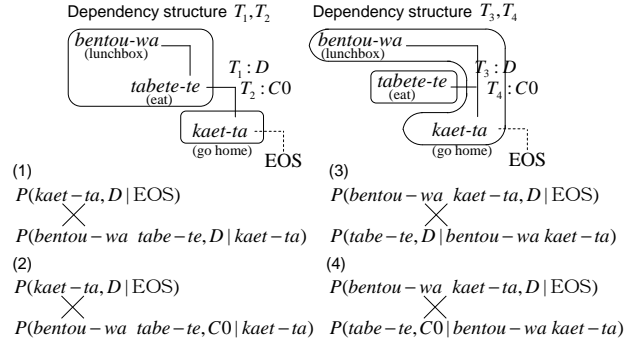 Dependency structure T₁,T₂
bentou-wa
(lunchbox)
tabete-te
(eat)
T₁ : D
T₂ : C0
kaet-ta
(go home)
EOS
(1)
P(kaet−ta, D | EOS)
×
P(bentou−wa tabe−te, D | kaet−ta)
(2)
P(kaet−ta, D | EOS)
×
P(bentou−wa tabe−te, C0 | kaet−ta)
Dependency structure T₃,T₄
bentou-wa
(lunchbox)
tabete-te
(eat)
T₃ : D
T₄ : C0
kaet-ta
(go home)
EOS
(3)
P(bentou−wa kaet−ta, D | EOS)
×
P(tabe−te, D | bentou−wa kaet−ta)
(4)
P(bentou−wa kaet−ta, D | EOS)
×
P(tabe−te, C0 | bentou−wa kaet−ta)